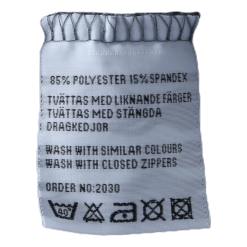 85% POLYESTER 15% SPANDEX
TVÄTTAS MED LIKNANDE FÄRGER
TVÄTTAS MED STÄNGDA
DRAGKEDJOR
WASH WITH SIMILAR COLOURS
WASH WITH CLOSED ZIPPERS
ORDER NO:2030
40